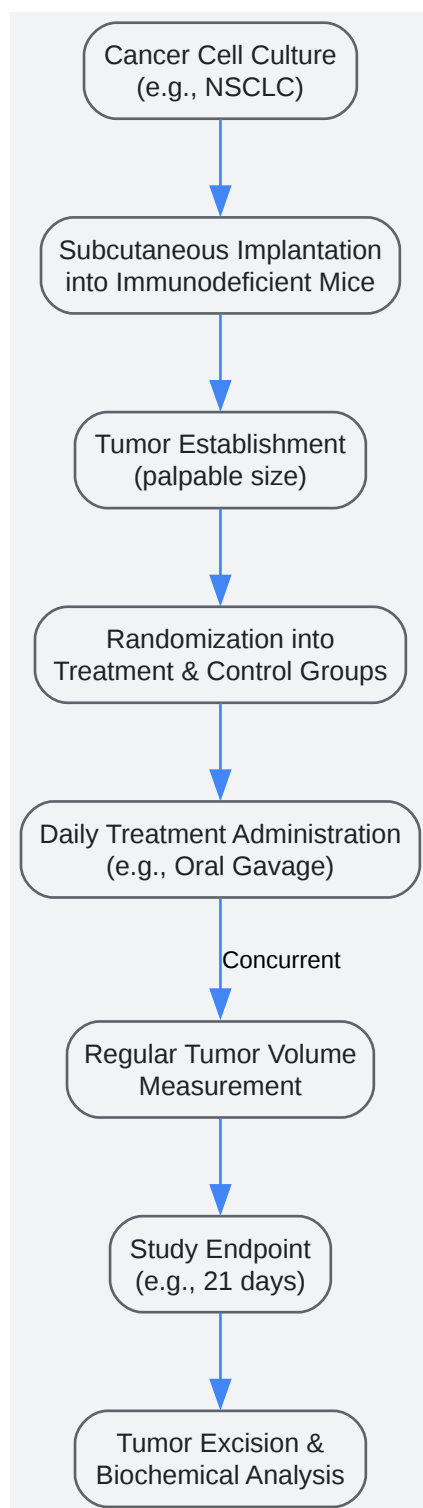 Cancer Cell Culture
(e.g., NSCLC)
Subcutaneous Implantation
into Immunodeficient Mice
Tumor Establishment
(palpable size)
Randomization into
Treatment & Control Groups
Daily Treatment Administration
(e.g., Oral Gavage)
Concurrent
Regular Tumor Volume
Measurement
Study Endpoint
(e.g., 21 days)
Tumor Excision &
Biochemical Analysis